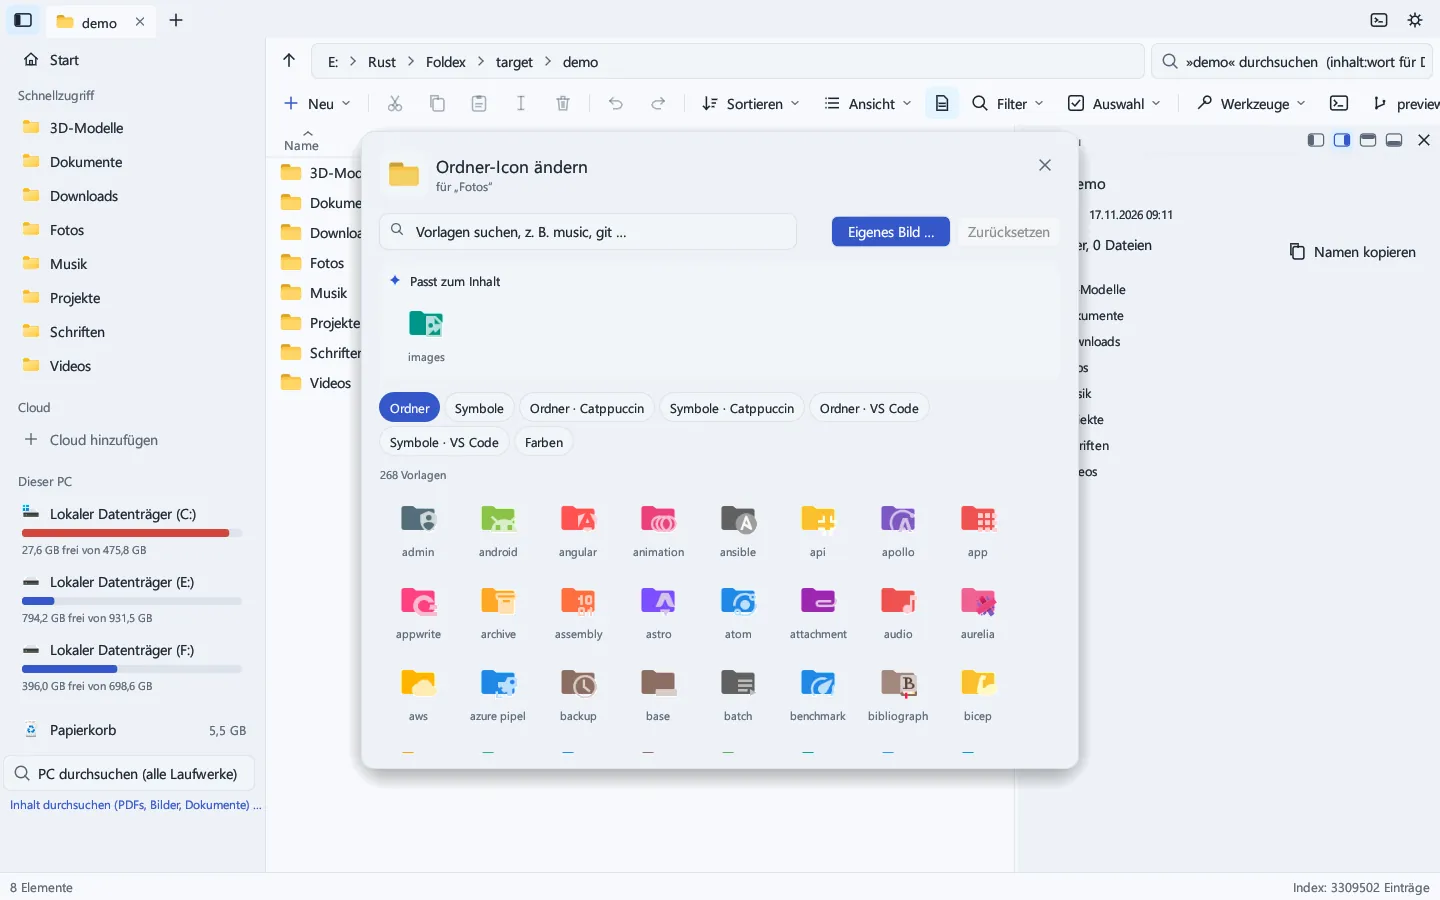 demo
Start
Schnellzugriff
3D-Modelle
Dokumente
Downloads
Fotos
Musik
Projekte
Schriften
Videos
Cloud
Cloud hinzufügen
Dieser PC
Lokaler Datenträger (C:)
27,6 GB frei von 475,8 GB
Lokaler Datenträger (E:)
794,2 GB frei von 931,5 GB
Lokaler Datenträger (F:)
396,0 GB frei von 698,6 GB
Papierkorb 5,5 GB
PC durchsuchen (alle Laufwerke)
Inhalt durchsuchen (PDFs, Bilder, Dokumente) ...
E: > Rust > Foldex > target > demo
»demo« durchsuchen (inhalt:wort für D
Neu Sortieren Ansicht Filter Auswahl Werkzeuge preview
Name
3D-Mod
Dokume
Downloa
Fotos
Musik
Projekte
Schrifter
Videos
Ordner-Icon ändern
für „Fotos“
Vorlagen suchen, z. B. music, git ...
Eigenes Bild ... Zurücksetzen
Passt zum Inhalt
images
Ordner Symbole Ordner · Catppuccin Symbole · Catppuccin Ordner · VS Code
Symbole · VS Code Farben
268 Vorlagen
admin android angular animation ansible api apollo app
appwrite archive assembly astro atom attachment audio aurelia
aws azure pipel backup base batch benchmark bibliograph bicep
emo
17.11.2026 09:11
er, 0 Dateien
Namen kopieren
-Modelle
kumente
wnloads
os
sik
ekte
riften
eos
8 Elemente
Index: 3309502 Einträge